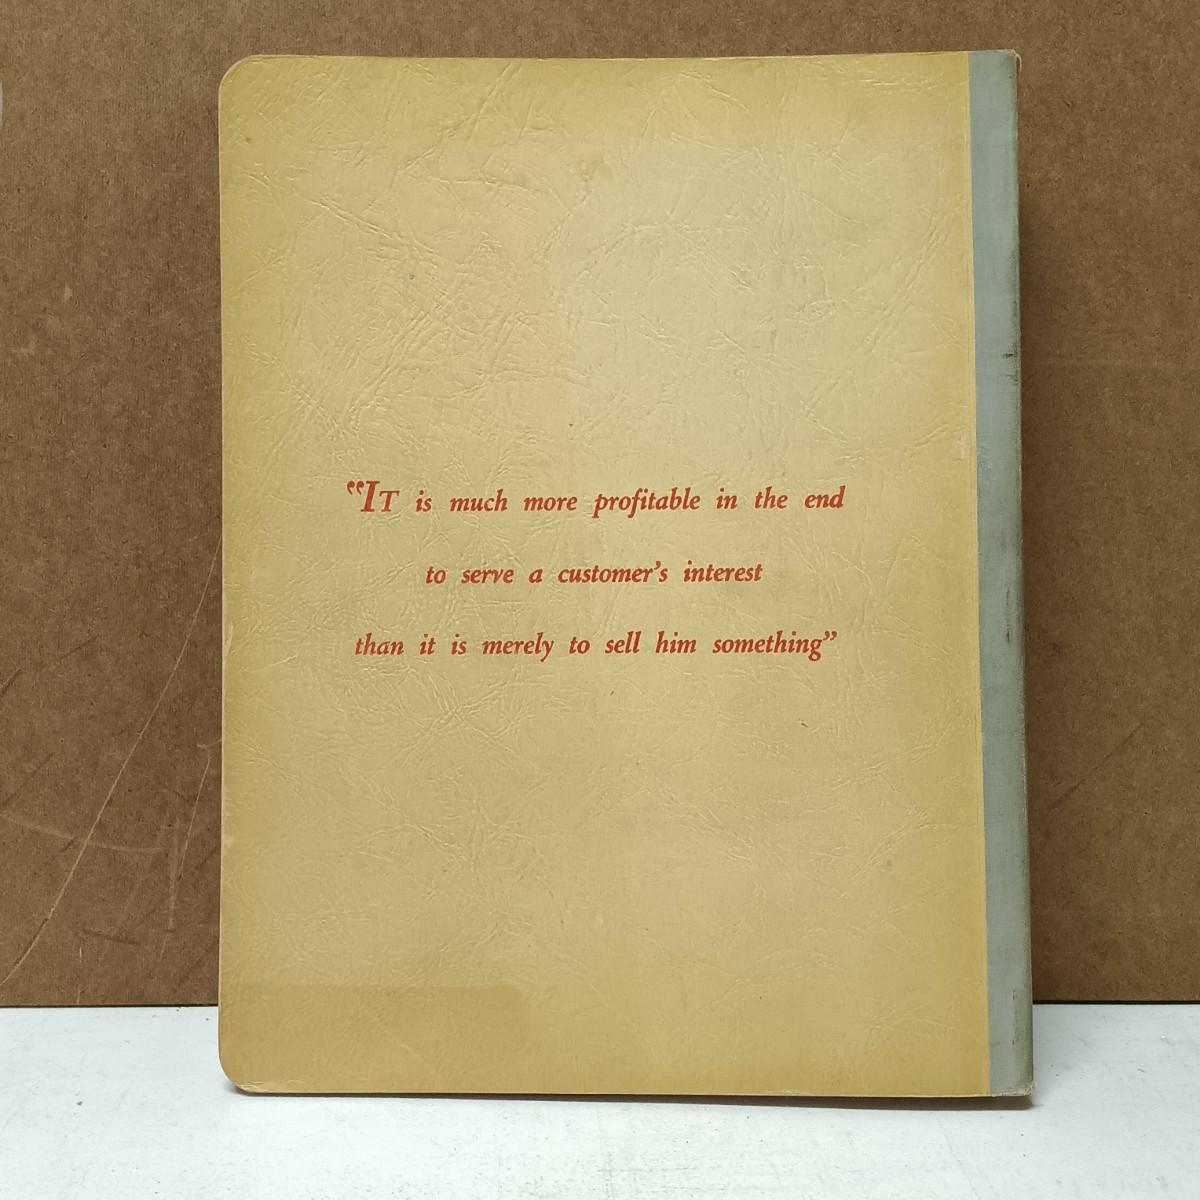 “IT is much more profitable in the end
to serve a customer’s interest
than it is merely to sell him something”